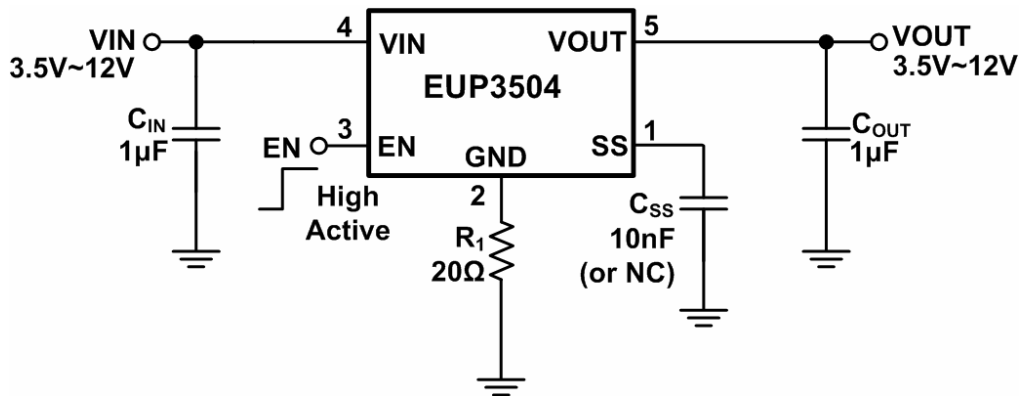 VIN
3.5V~12V
4
VIN
VOUT
5
VOUT
3.5V~12V
EUP3504
CIN
1µF
EN
3
EN
GND
SS
1
COUT
1µF
High
Active
2
R1
20Ω
CSS
10nF
(or NC)